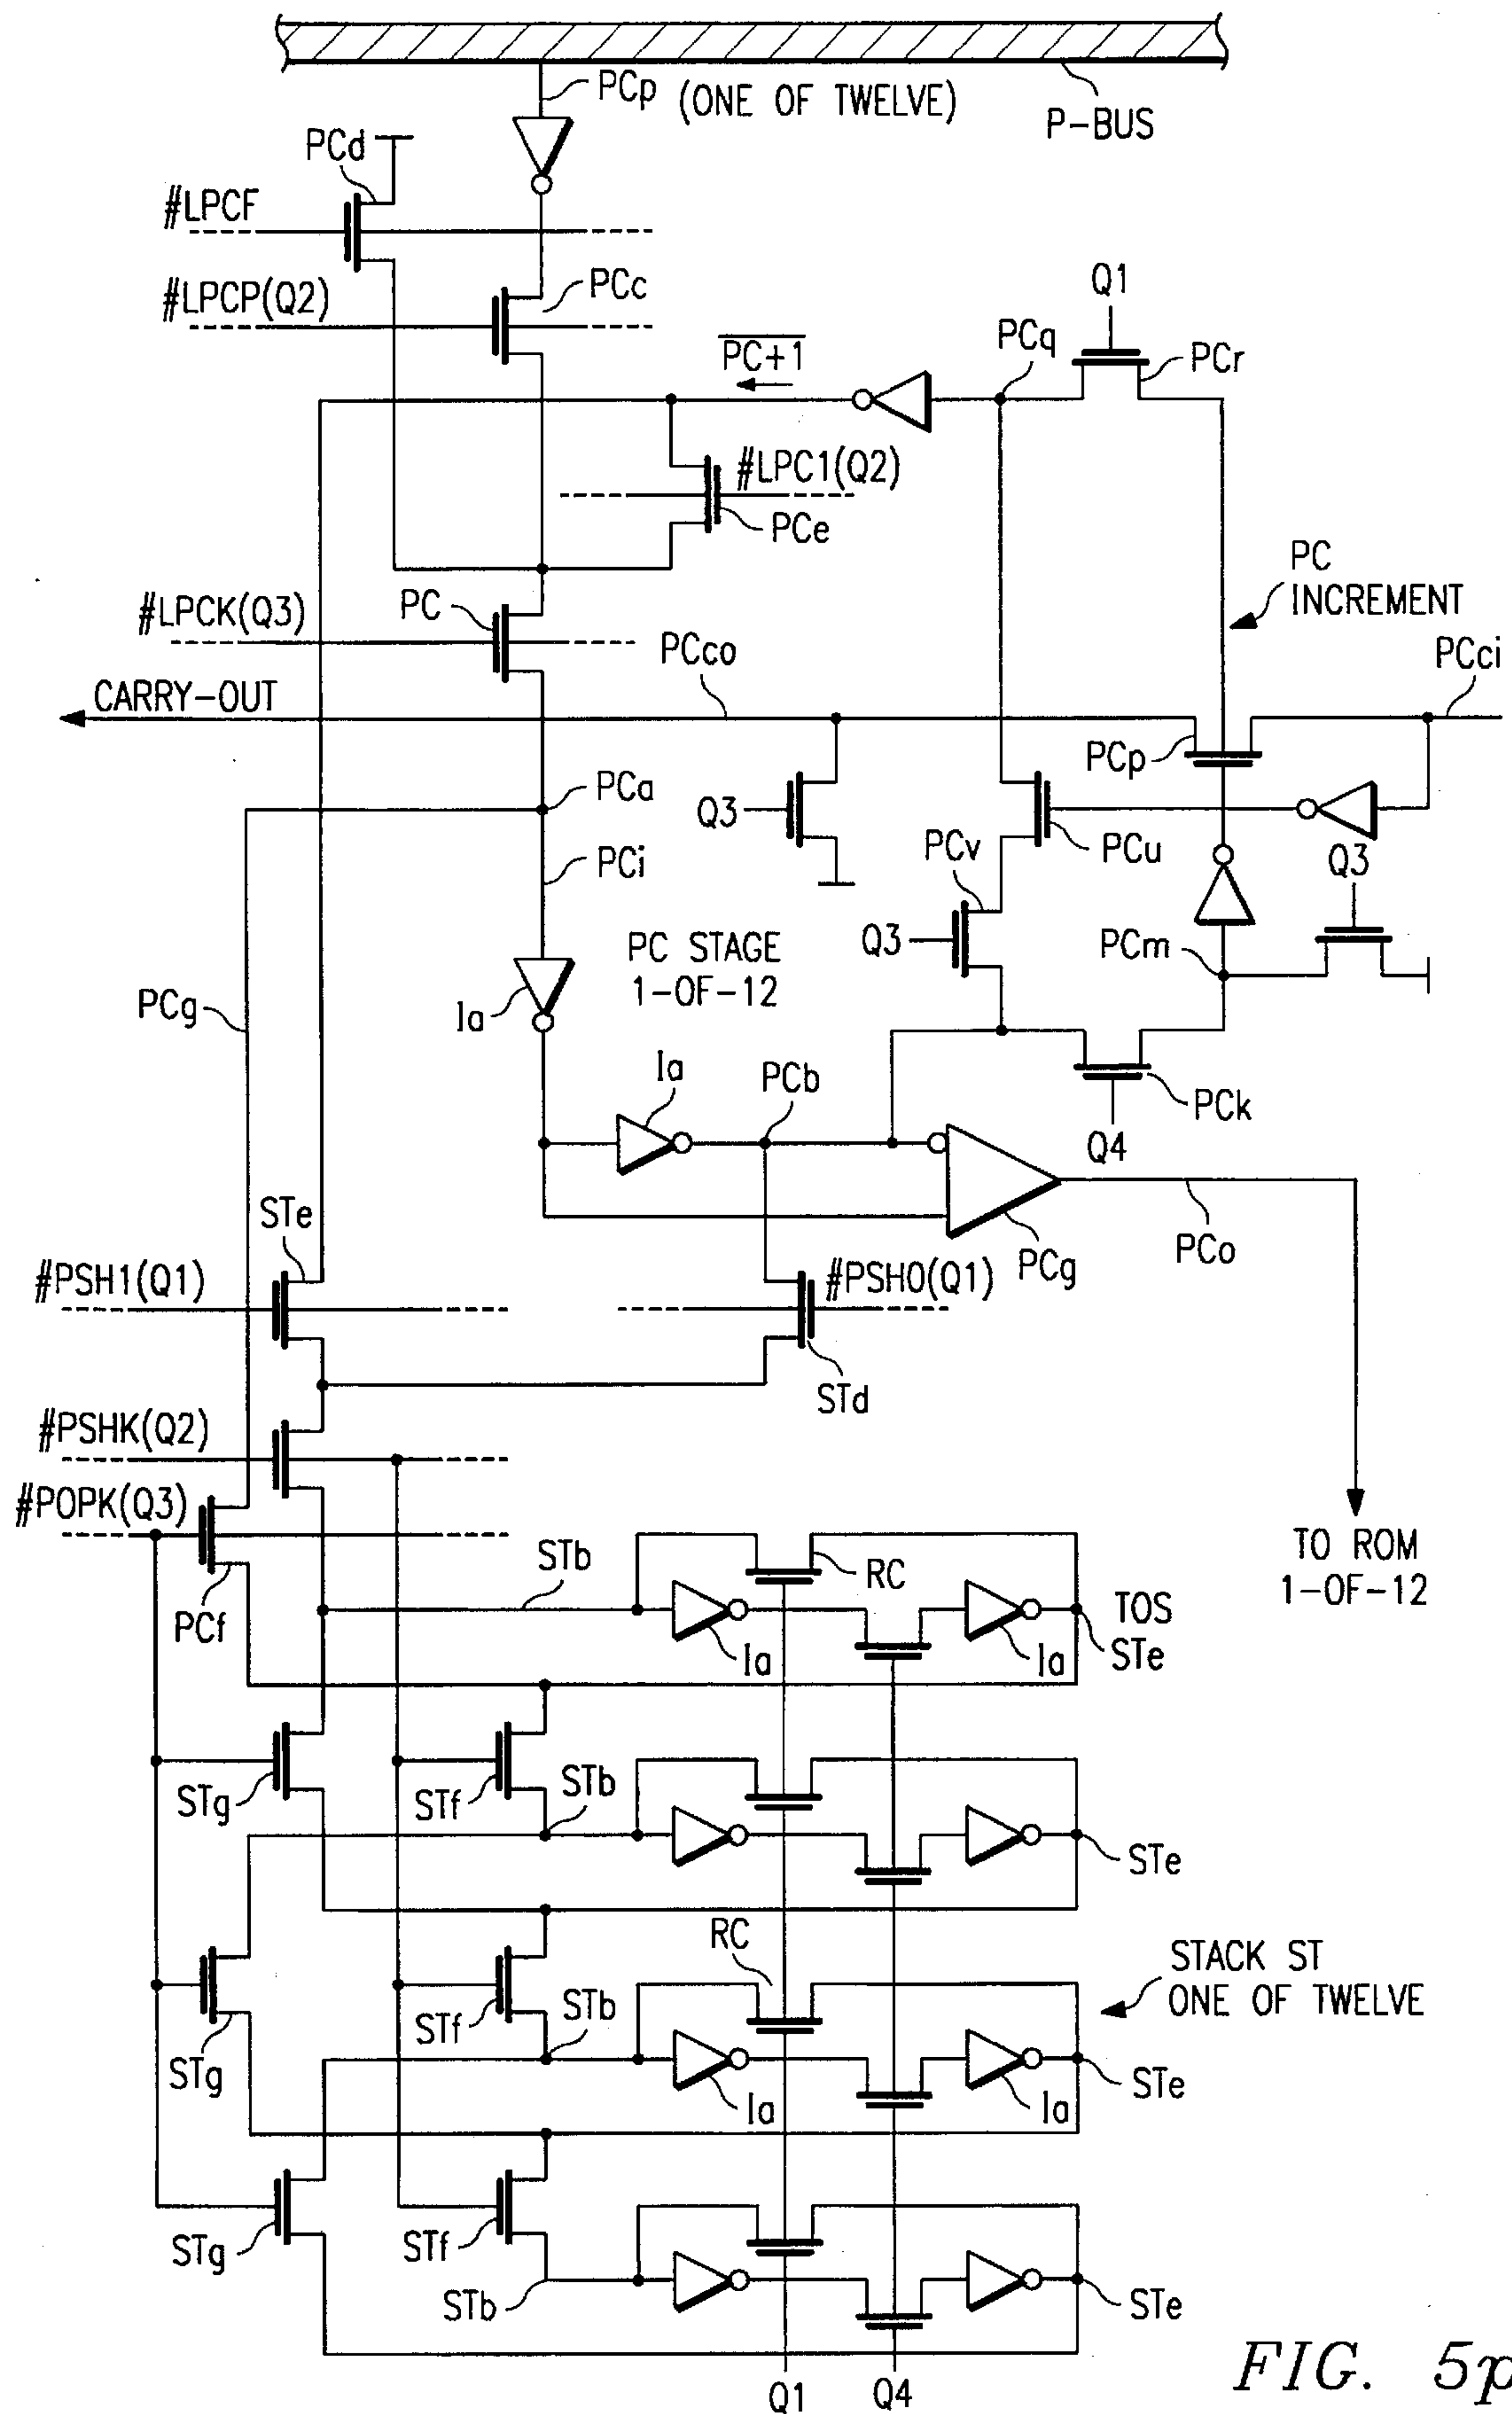 PCp (ONE OF TWELVE)
P-BUS
PCd
#LPCF
#LPCP(Q2)
PCc
Q1
PCq
PCr
PC+1
#LPC1(Q2)
PCe
PC
INCREMENT
#LPCK(Q3)
PC
PCco
PCci
CARRY-OUT
PCp
PCa
Q3
PCu
PCv
Q3
PCi
Q3
PC STAGE
1-OF-12
PCm
PCg
Ia
Ia
PCb
PCk
Q4
STe
PCg
PCo
#PSH1(Q1)
#PSH0(Q1)
STd
#PSHK(Q2)
#POPK(Q3)
TO ROM
1-OF-12
STb
RC
TOS
PCf
Ia
Ia
STe
STg
STf
STb
STe
RC
STACK ST
ONE OF TWELVE
STg
STf
STb
Ia
Ia
STe
STg
STf
STb
STe
Q1
Q4
FIG. 5p